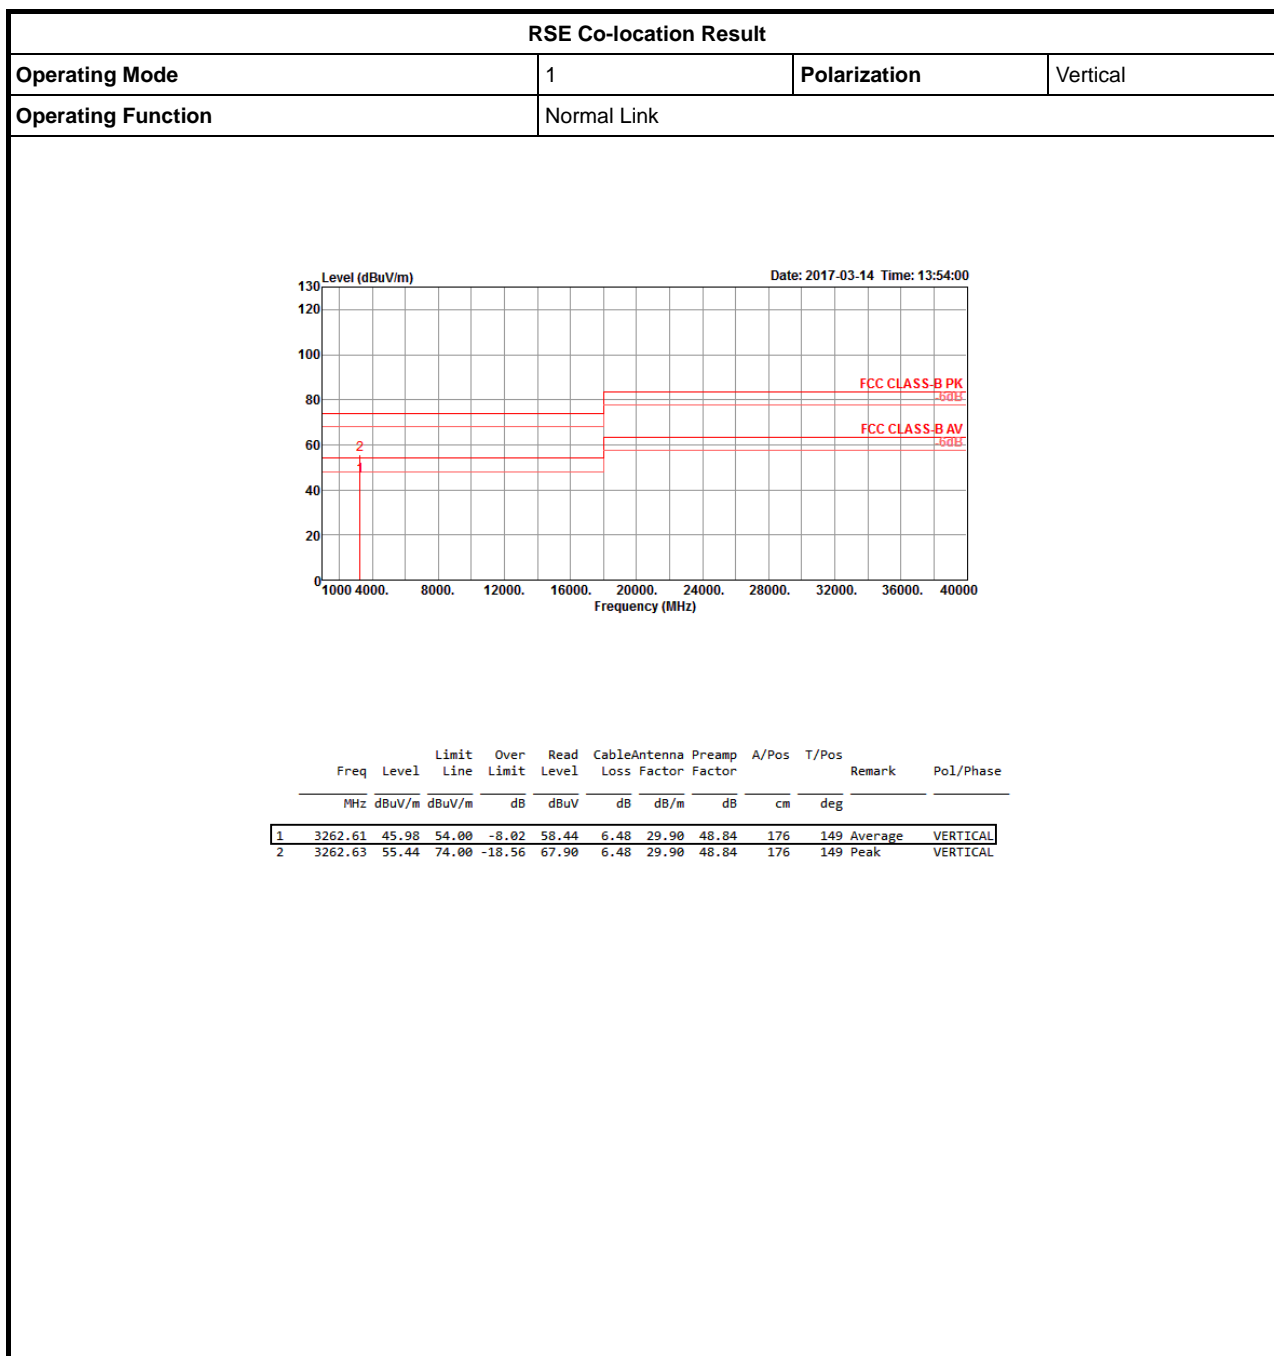 RSE Co-location Result
Operating Mode 1 Polarization Vertical
Operating Function Normal Link
Level (dBuV/m) Date: 2017-03-14 Time: 13:54:00
130
120
100
FCC CLASS-B PK
80 -6dB
FCC CLASS-B AV
60 2 -6dB
1
40
20
0
1000 4000. 8000. 12000. 16000. 20000. 24000. 28000. 32000. 36000. 40000
Frequency (MHz)
Limit Over Read CableAntenna Preamp A/Pos T/Pos
Freq Level Line Limit Level Loss Factor Factor Remark Pol/Phase
MHz dBuV/m dBuV/m dB dBuV dB dB/m dB cm deg
1 3262.61 45.98 54.00 -8.02 58.44 6.48 29.90 48.84 176 149 Average VERTICAL
2 3262.63 55.44 74.00 -18.56 67.90 6.48 29.90 48.84 176 149 Peak VERTICAL